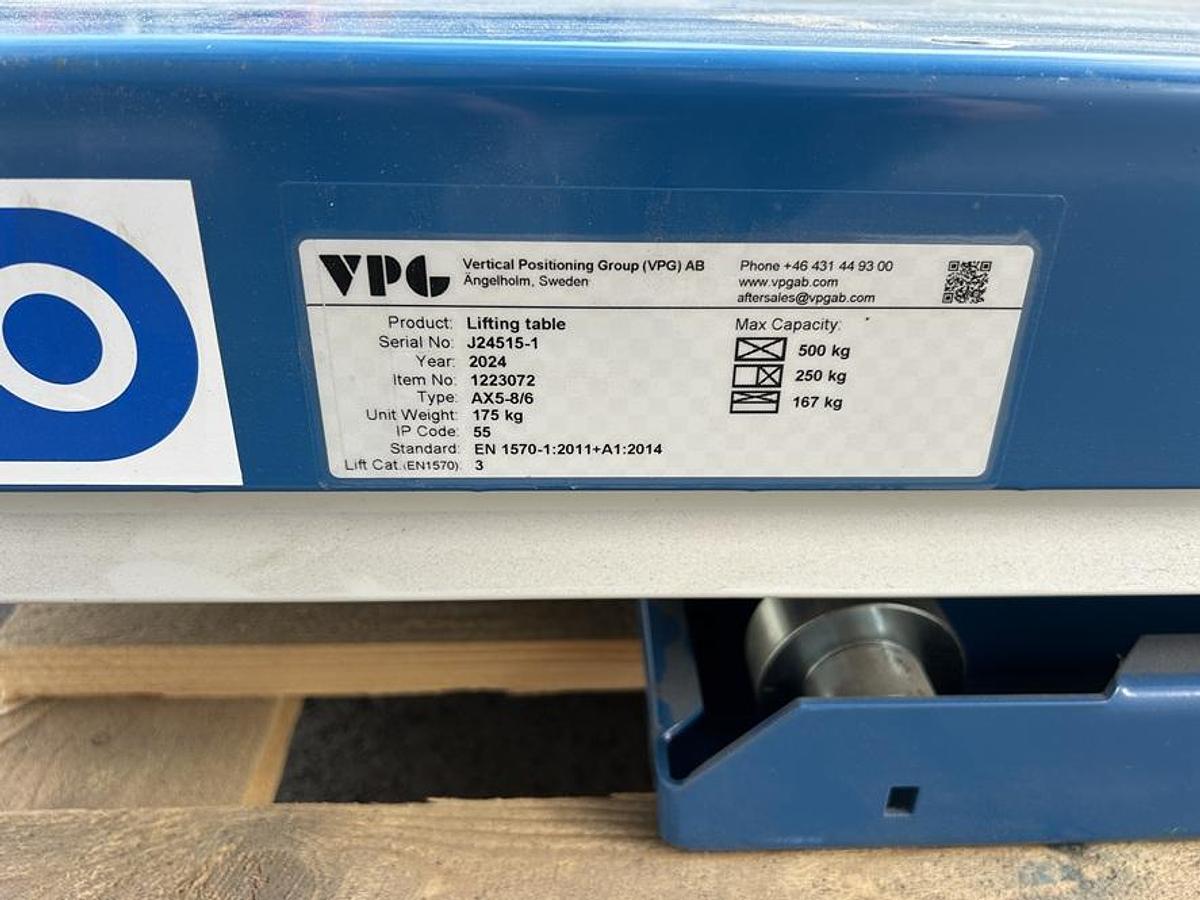 VPG
Vertical Positioning Group (VPG) AB
Ängelholm, Sweden
Phone +46 431 44 93 00
www.vpgab.com
aftersales@vpgab.com
Product: Lifting table
Serial No: J24515-1
Year: 2024
Item No: 1223072
Type: AX5-8/6
Unit Weight: 175 kg
IP Code: 55
Standard: EN 1570-1:2011+A1:2014
Lift Cat.(EN1570): 3
Max Capacity:
500 kg
250 kg
167 kg